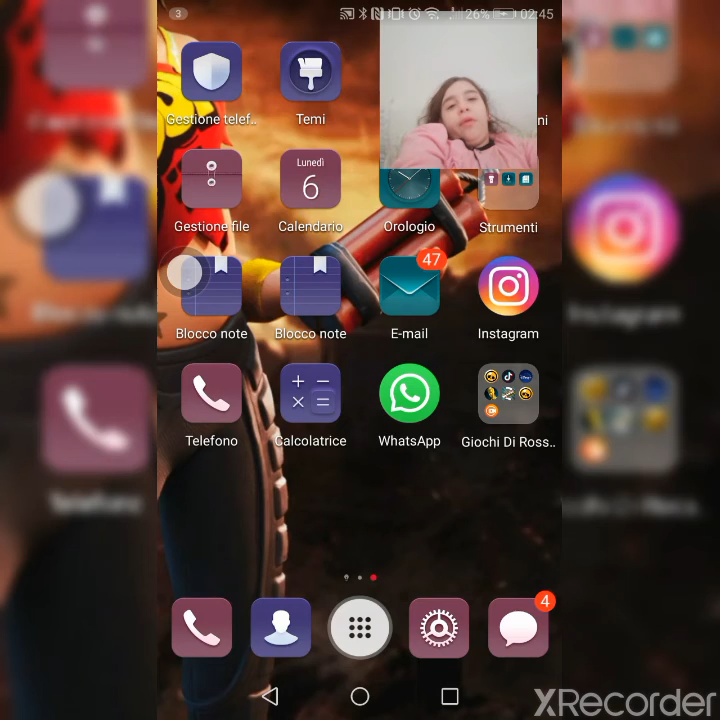 3 26% 02:45
Gestione telef.. Temi ni
Lunedì
6
Gestione file Calendario Orologio Strumenti
47
Blocco note Blocco note E-mail Instagram
Telefono Calcolatrice WhatsApp Giochi Di Ross..
4
XRecorder